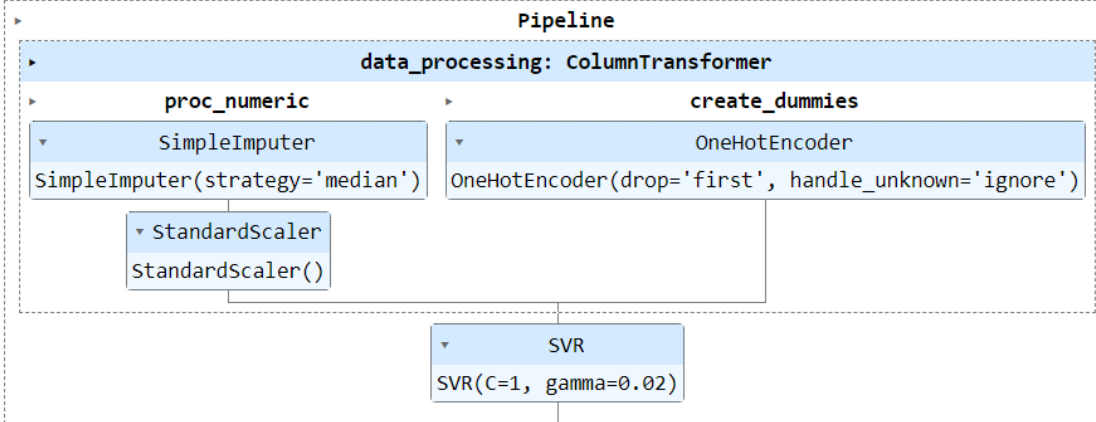 Pipeline
data_processing: ColumnTransformer
proc_numeric
create_dummies
SimpleImputer
OneHotEncoder
SimpleImputer(strategy='median')
OneHotEncoder(drop='first', handle_unknown='ignore')
StandardScaler
StandardScaler()
SVR
SVR(C=1, gamma=0.02)